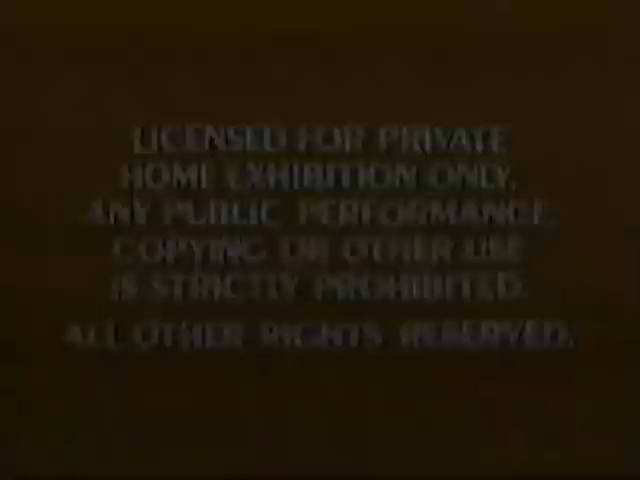 LICENSED FOR PRIVATE
HOME EXHIBITION ONLY.
ANY PUBLIC PERFORMANCE,
COPYING OR OTHER USE
IS STRICTLY PROHIBITED.
ALL OTHER RIGHTS RESERVED.